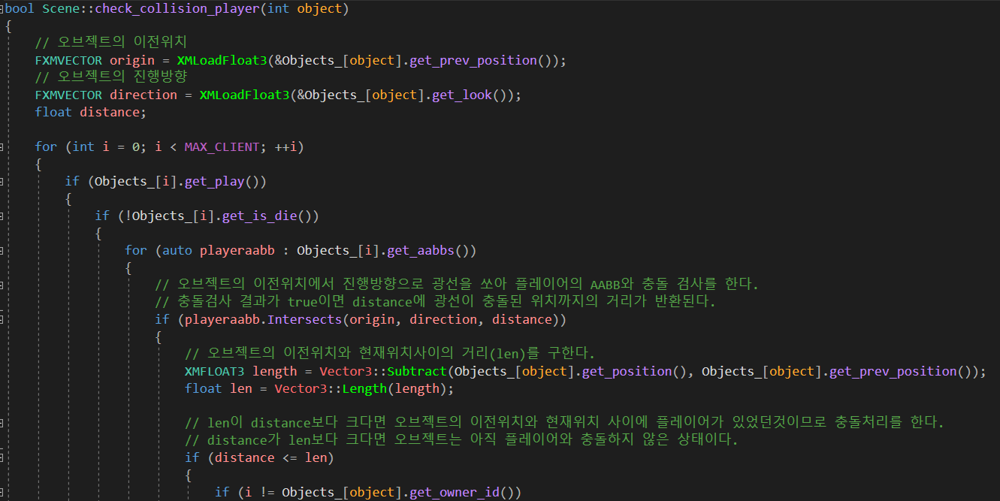 bool Scene::check_collision_player(int object)
{
// 오브젝트의 이전위치
FXMVECTOR origin = XMLoadFloat3(&Objects_[object].get_prev_position());
// 오브젝트의 진행방향
FXMVECTOR direction = XMLoadFloat3(&Objects_[object].get_look());
float distance;
for (int i = 0; i < MAX_CLIENT; ++i)
{
if (Objects_[i].get_play())
{
if (!Objects_[i].get_is_die())
{
for (auto playeraabb : Objects_[i].get_aabbs())
{
// 오브젝트의 이전위치에서 진행방향으로 광선을 쏘아 플레이어의 AABB와 충돌 검사를 한다.
// 충돌검사 결과가 true이면 distance에 광선이 충돌된 위치까지의 거리가 반환된다.
if (playeraabb.Intersects(origin, direction, distance))
{
// 오브젝트의 이전위치와 현재위치사이의 거리(len)를 구한다.
XMFLOAT3 length = Vector3::Subtract(Objects_[object].get_position(), Objects_[object].get_prev_position());
float len = Vector3::Length(length);
// len이 distance보다 크다면 오브젝트의 이전위치와 현재위치 사이에 플레이어가 있었던것이므로 충돌처리를 한다.
// distance가 len보다 크다면 오브젝트는 아직 플레이어와 충돌하지 않은 상태이다.
if (distance <= len)
{
if (i != Objects_[object].get_owner_id())